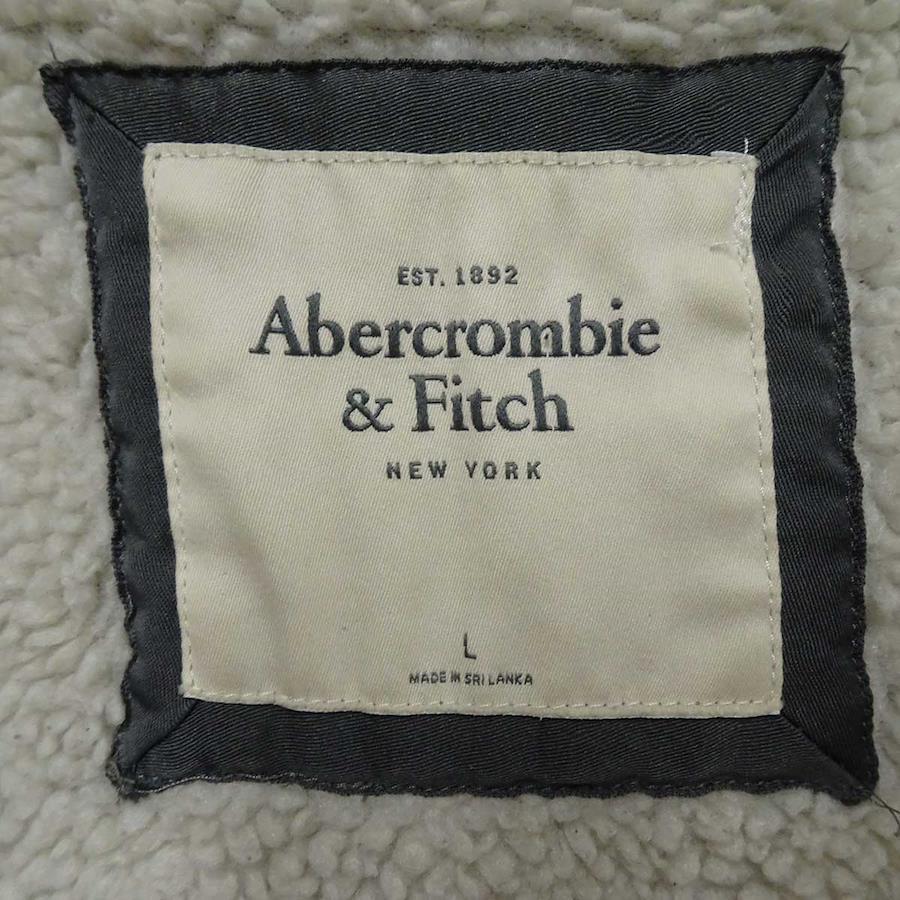 EST. 1892
Abercrombie
& Fitch
NEW YORK
L
MADE IN SRI LANKA